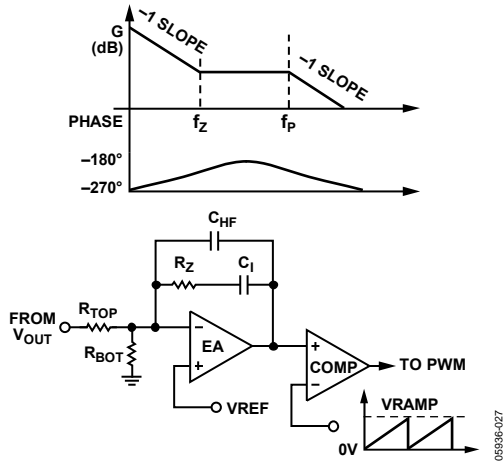 G
(dB)
–1 SLOPE
–1 SLOPE
PHASE
fZ
fP
–180°
–270°
CHF
RZ
CI
FROM
VOUT
RTOP
RBOT
–
+
EA
VREF
+
–
COMP
TO PWM
VRAMP
0V
05936-027